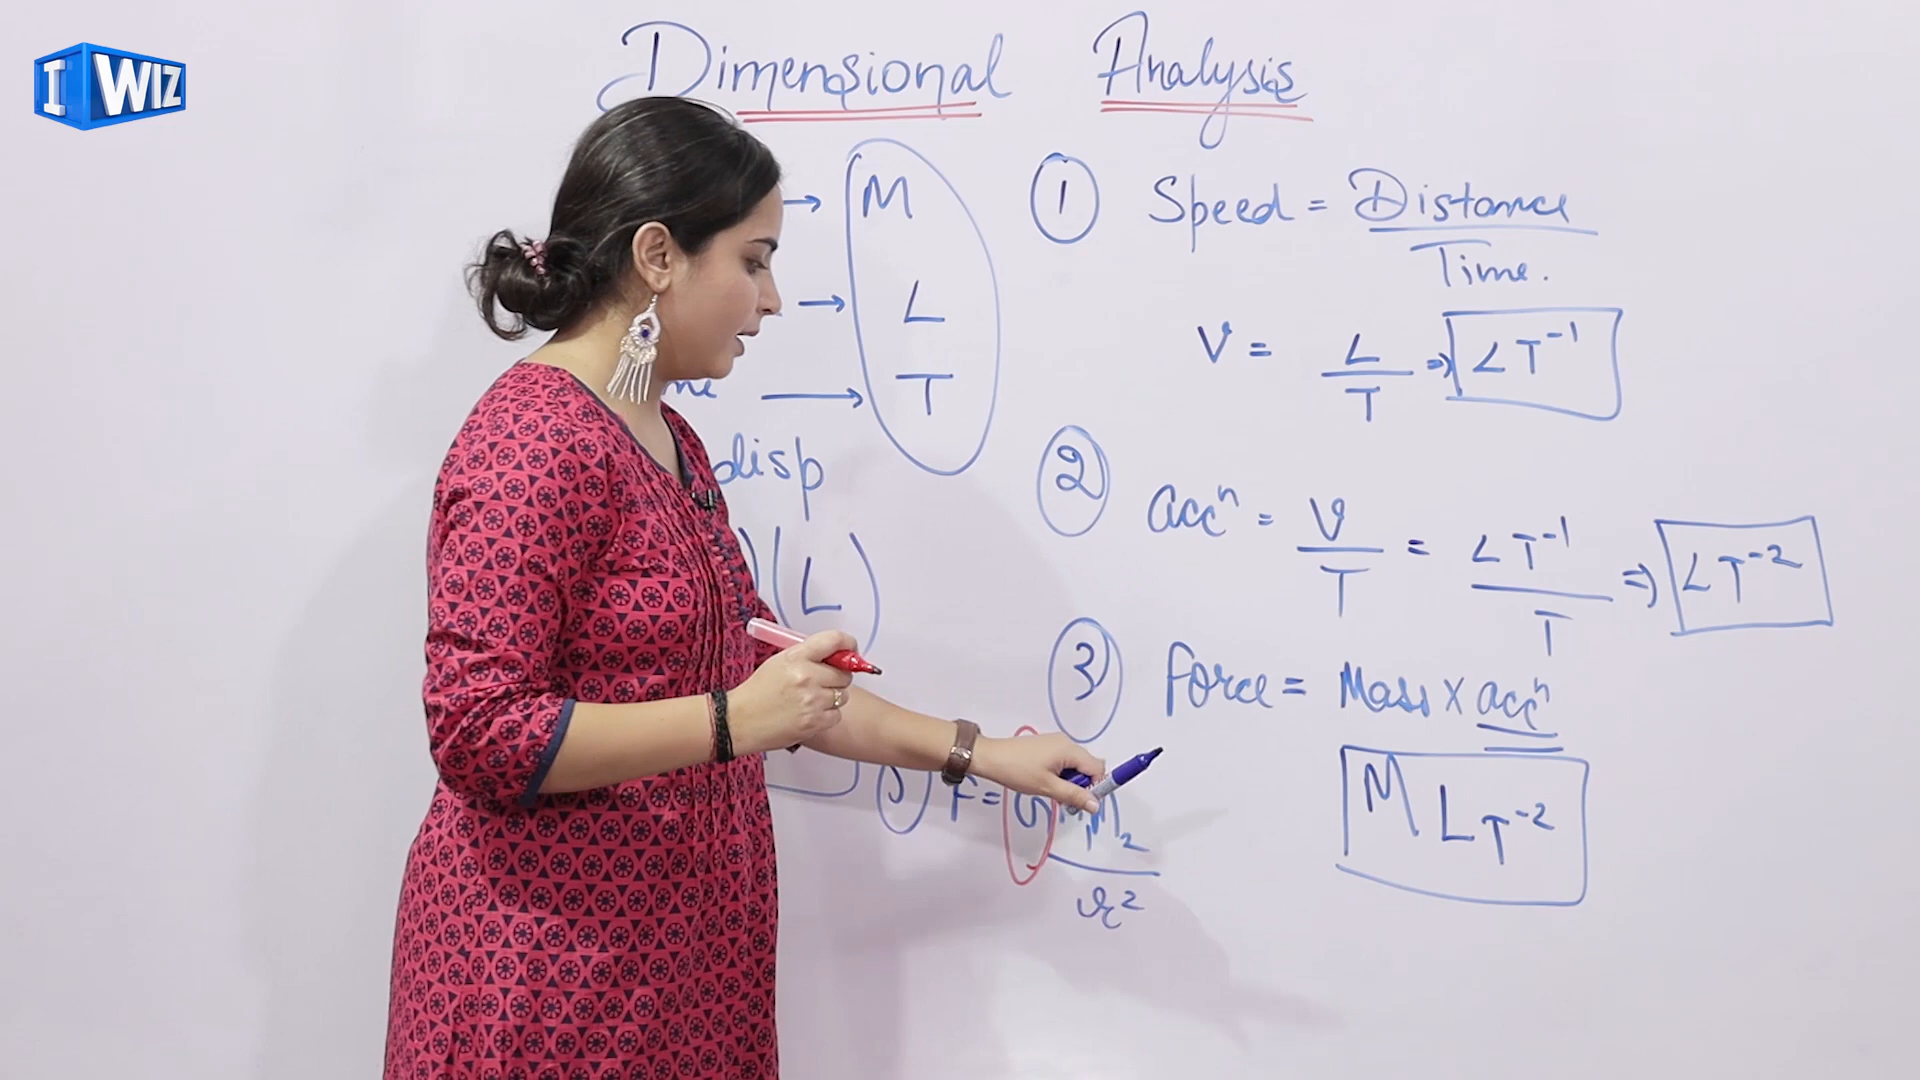 I WIZ
Dimensional Analysis
→ M
→ L
→ T
disp
( L )
① Speed = Distance / Time.
V = L / T ⇒ LT⁻¹
② accⁿ = V / T = LT⁻¹ / T ⇒ LT⁻²
③ Force = Mass × accⁿ
M L T⁻²
F = G M₂ / r²